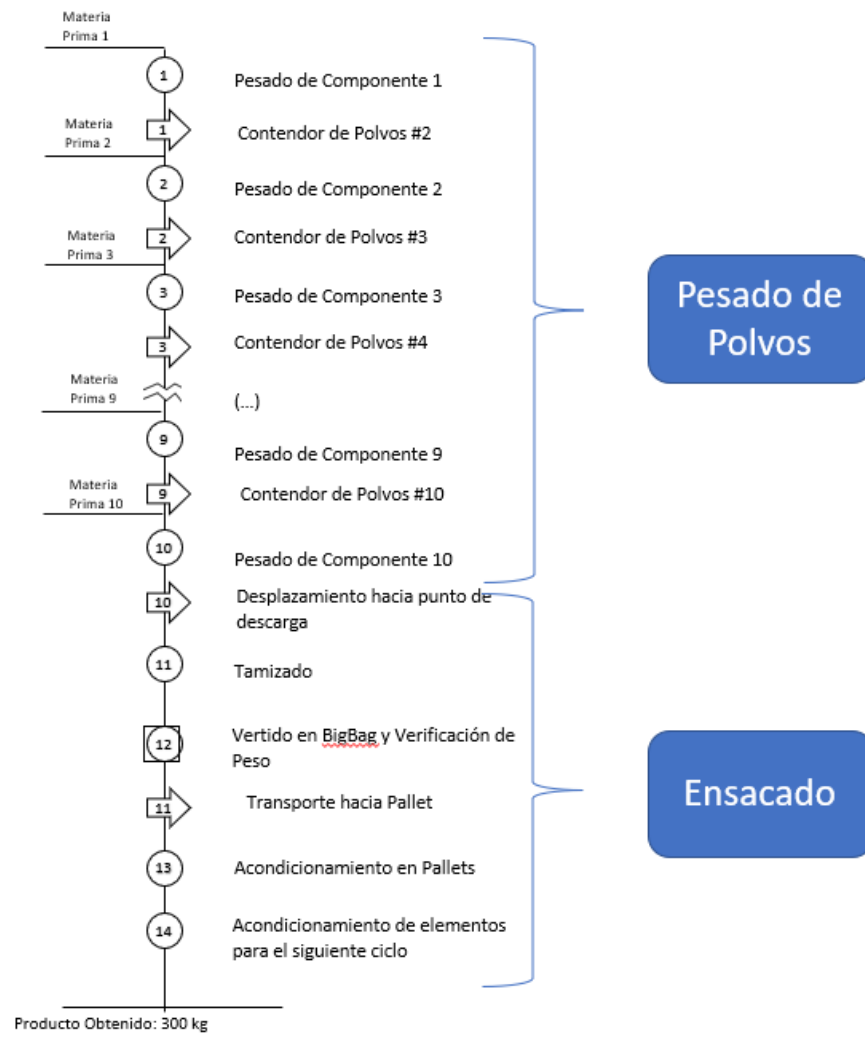 Materia
Prima 1
1
Pesado de Componente 1
1
Contendor de Polvos #2
Materia
Prima 2
2
Pesado de Componente 2
2
Contendor de Polvos #3
Materia
Prima 3
3
Pesado de Componente 3
3
Contendor de Polvos #4
Materia
Prima 9
(...)
9
Pesado de Componente 9
9
Contendor de Polvos #10
Materia
Prima 10
10
Pesado de Componente 10
10
Desplazamiento hacia punto de
descarga
11
Tamizado
12
Vertido en BigBag y Verificación de
Peso
11
Transporte hacia Pallet
13
Acondicionamiento en Pallets
14
Acondicionamiento de elementos
para el siguiente ciclo
Producto Obtenido: 300 kg
Pesado de
Polvos
Ensacado